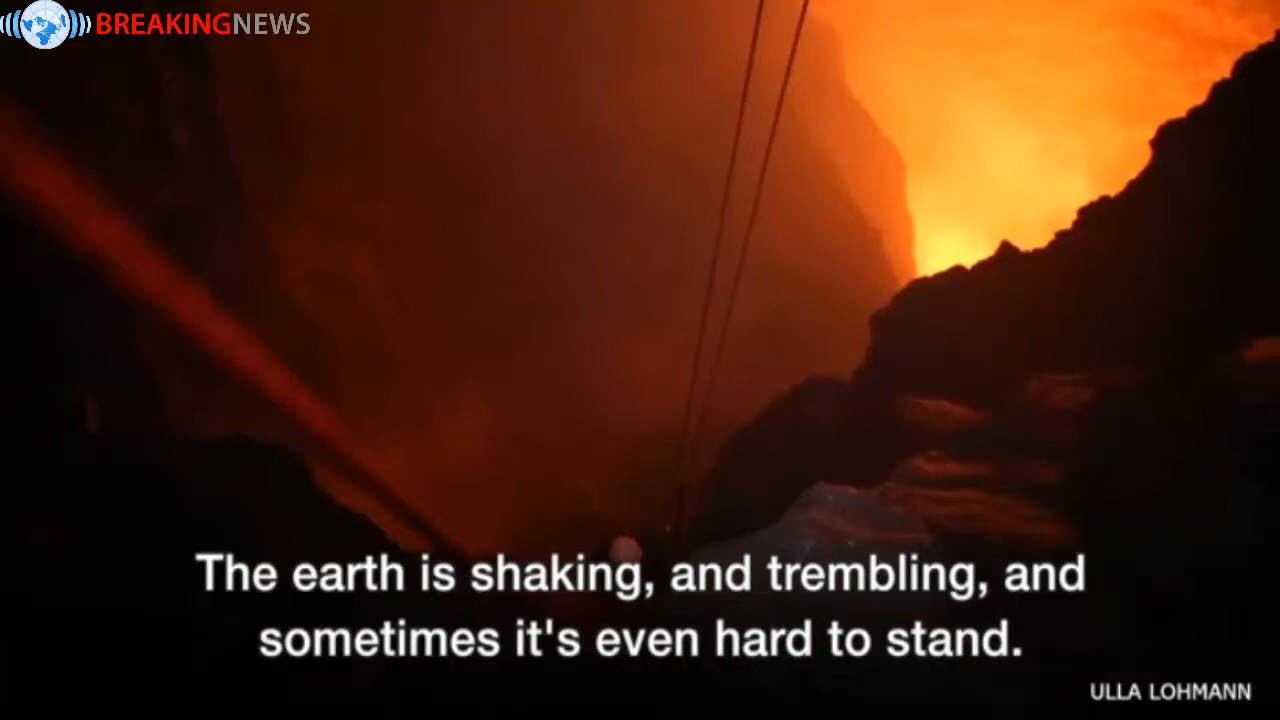 BREAKINGNEWS
The earth is shaking, and trembling, and
sometimes it's even hard to stand.
ULLA LOHMANN